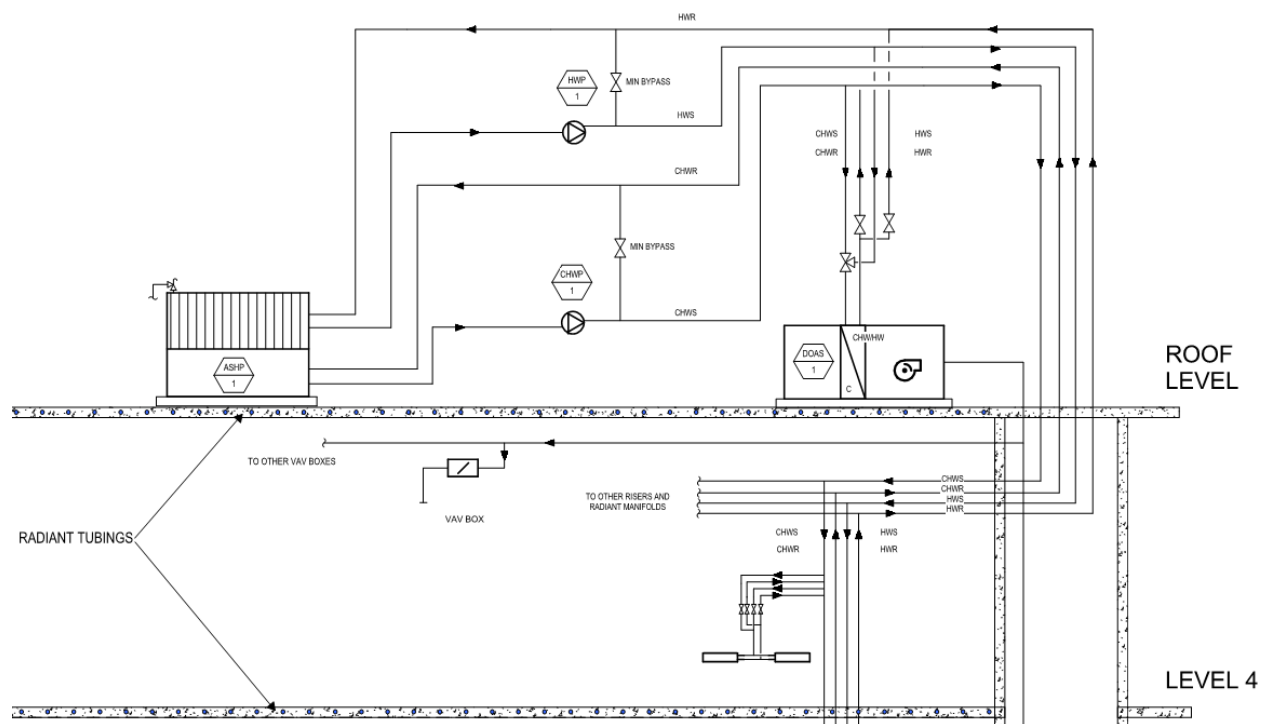 HWR
HWP
1
MIN BYPASS
HWS
CHWS
CHWR
HWS
HWR
CHWR
MIN BYPASS
CHWP
1
CHWS
ASHP
1
DOAS
1
CHW/HW
C
ROOF
LEVEL
TO OTHER VAV BOXES
VAV BOX
TO OTHER RISERS AND
RADIANT MANIFOLDS
CHWS
CHWR
HWS
HWR
RADIANT TUBINGS
CHWS
CHWR
HWS
HWR
LEVEL 4